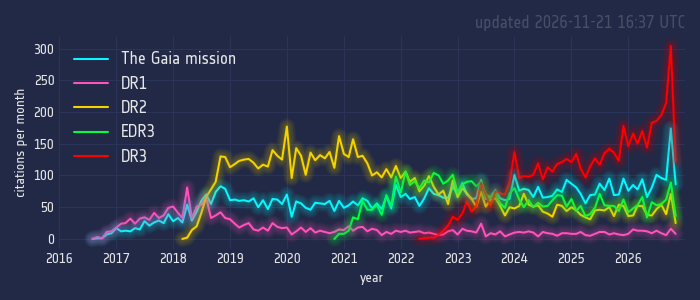 updated 2026-11-21 16:37 UTC
300
250
200
150
100
50
0
citations per month
The Gaia mission
DR1
DR2
EDR3
DR3
2016 2017 2018 2019 2020 2021 2022 2023 2024 2025 2026
year